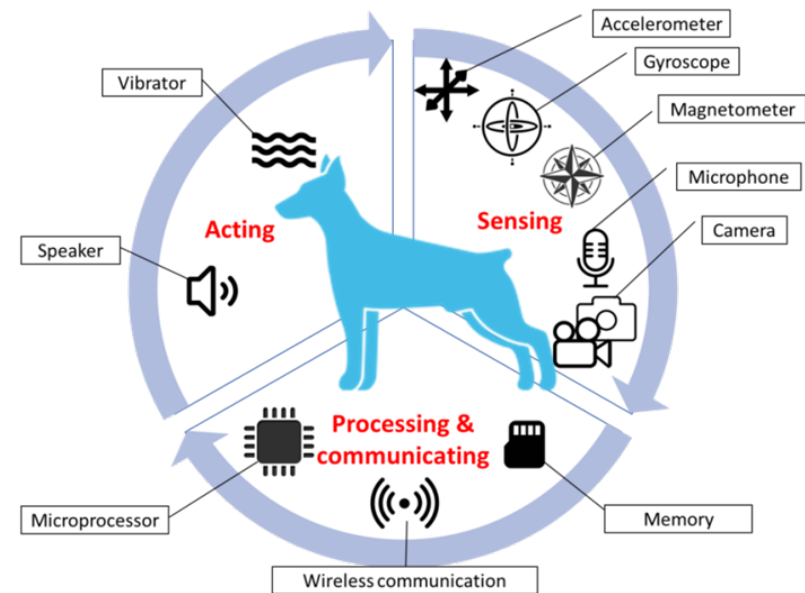 Accelerometer
Gyroscope
Vibrator
Magnetometer
Microphone
Acting
Sensing
Camera
Speaker
Processing &
communicating
Microprocessor
Memory
Wireless communication